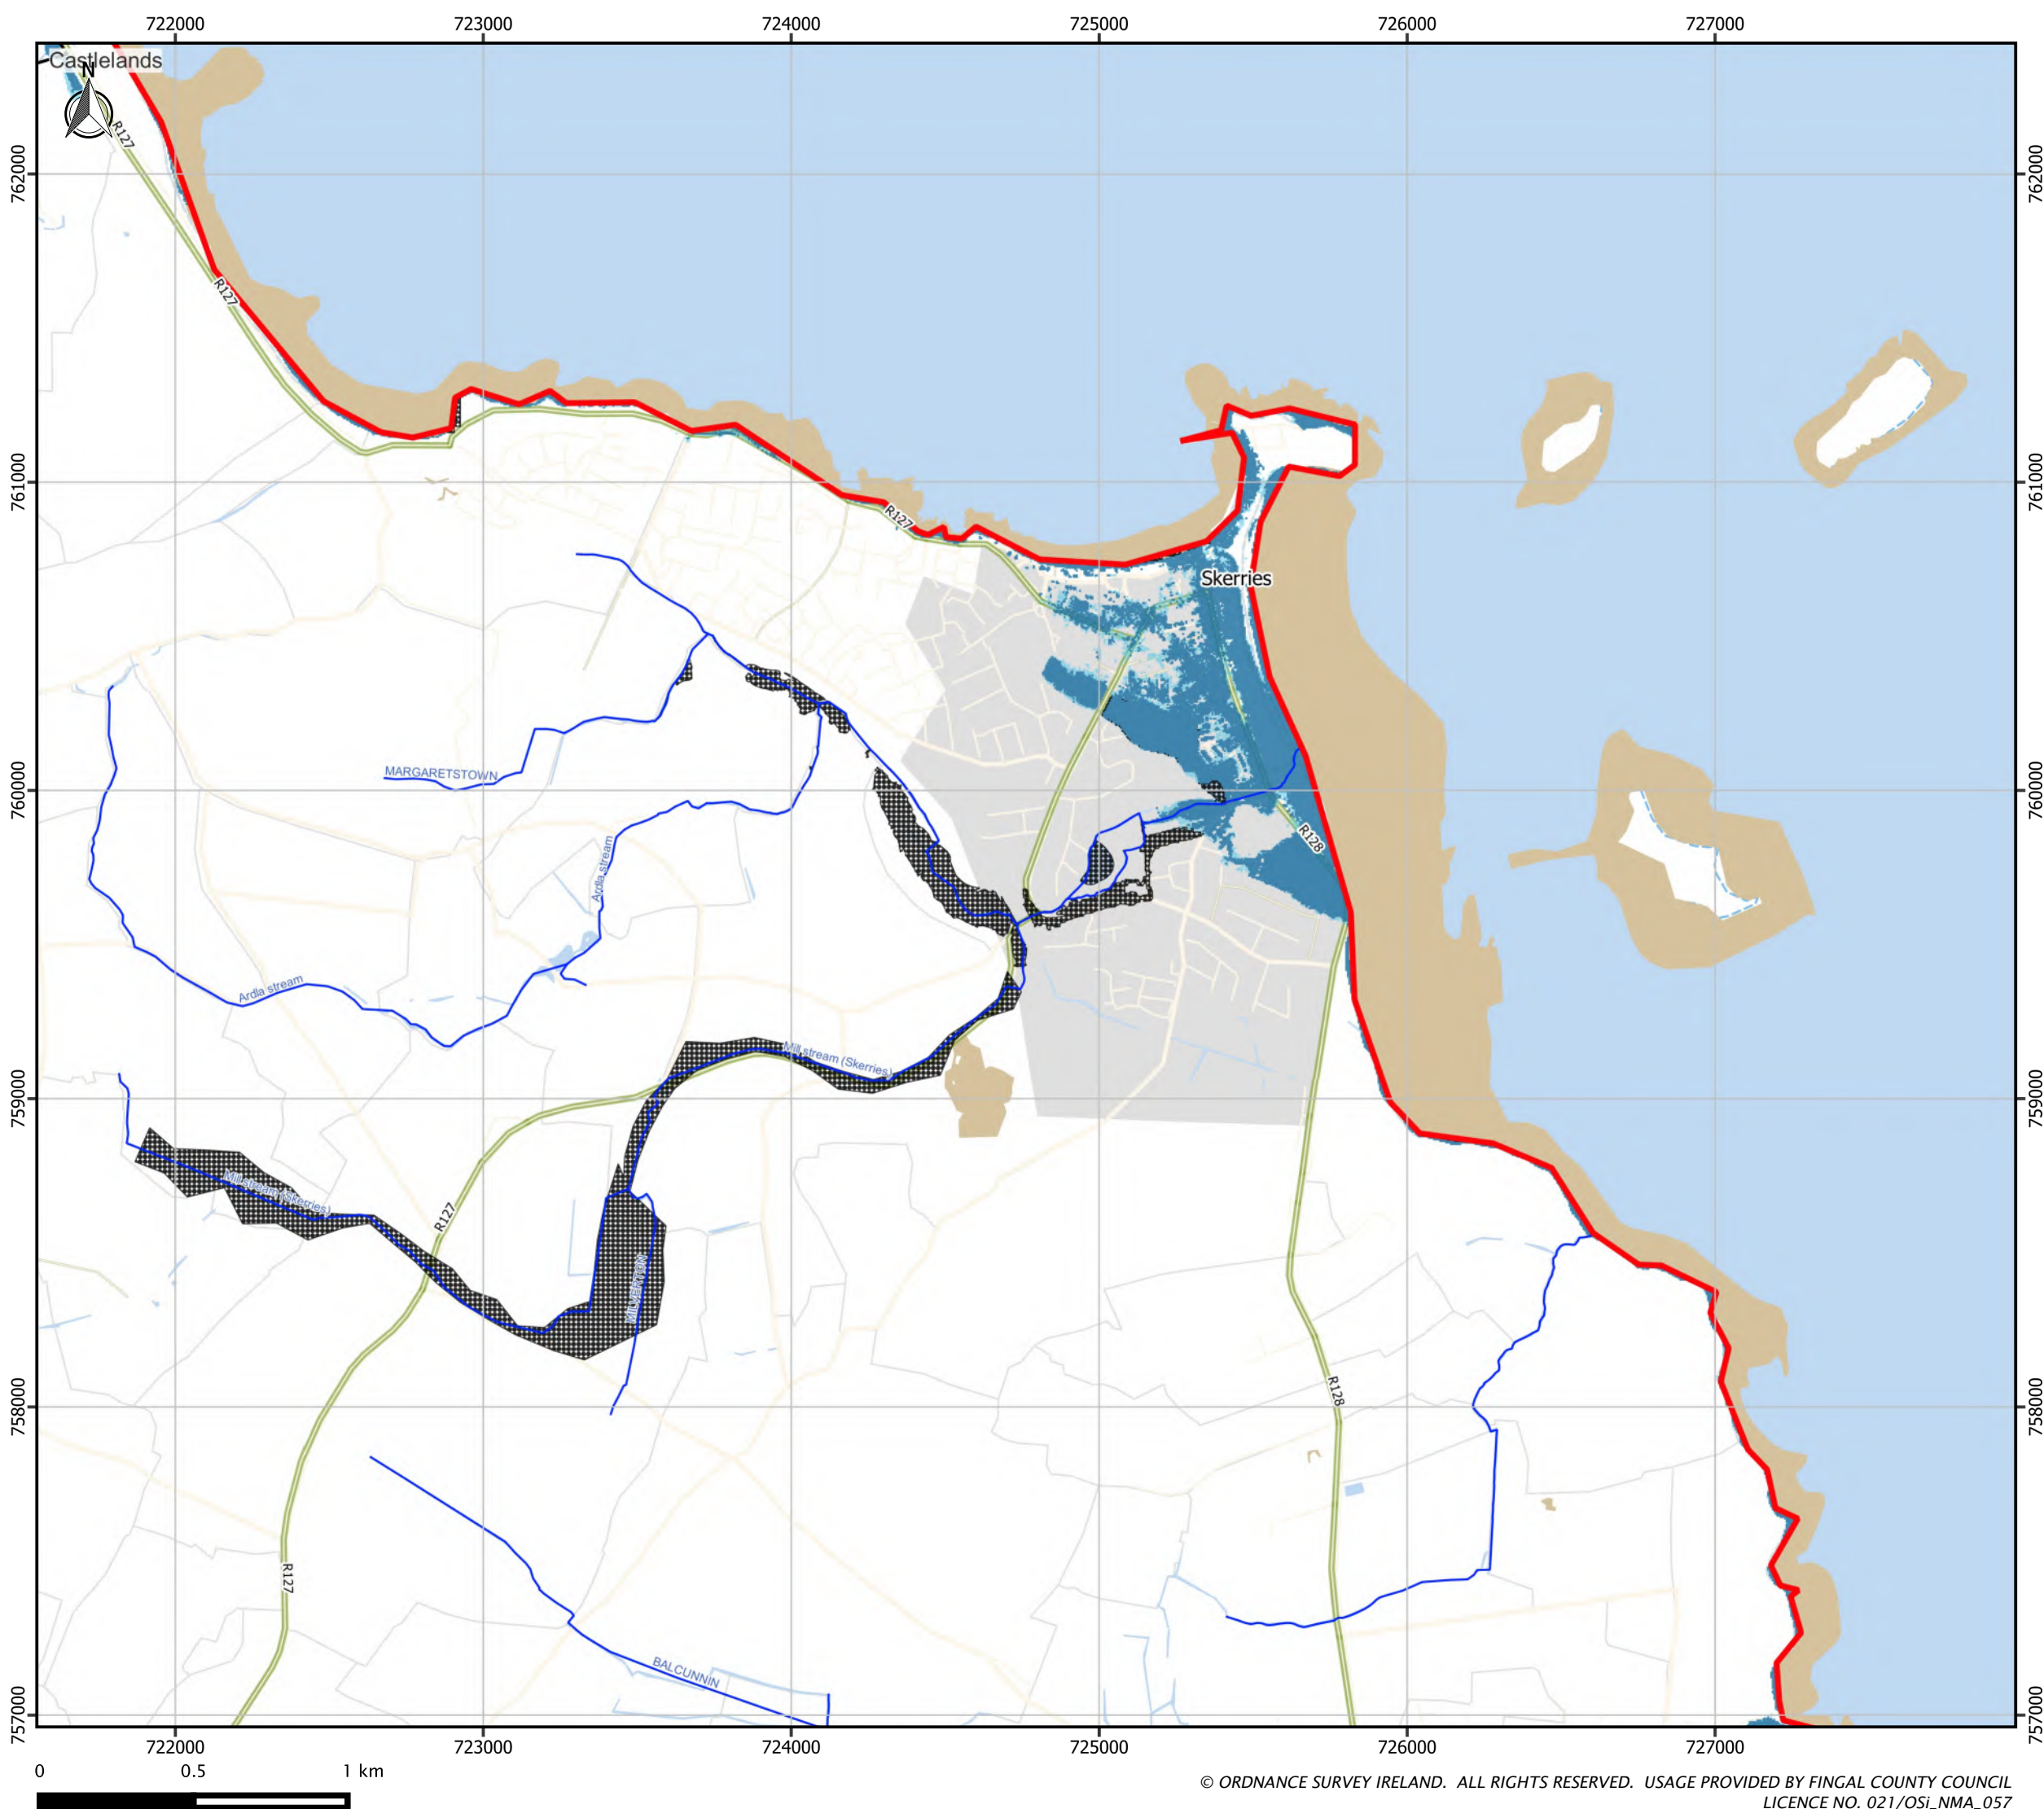 722000 723000 724000 725000 726000 727000
Castlelands
N
R127
762000 762000
R127
761000 761000
R127
Skerries
MARGARETSTOWN
760000 760000
R128
Ardla stream
Ardla stream
Mill stream (Skerries)
759000 759000
Mill stream (Skerries)
R127
MILVERTON
R128
758000 758000
R127
BALCUNNIN
757000 757000
722000 723000 724000 725000 726000 727000
0 0.5 1 km
© ORDNANCE SURVEY IRELAND. ALL RIGHTS RESERVED. USAGE PROVIDED BY FINGAL COUNTY COUNCIL
LICENCE NO. 021/OSi_NMA_057